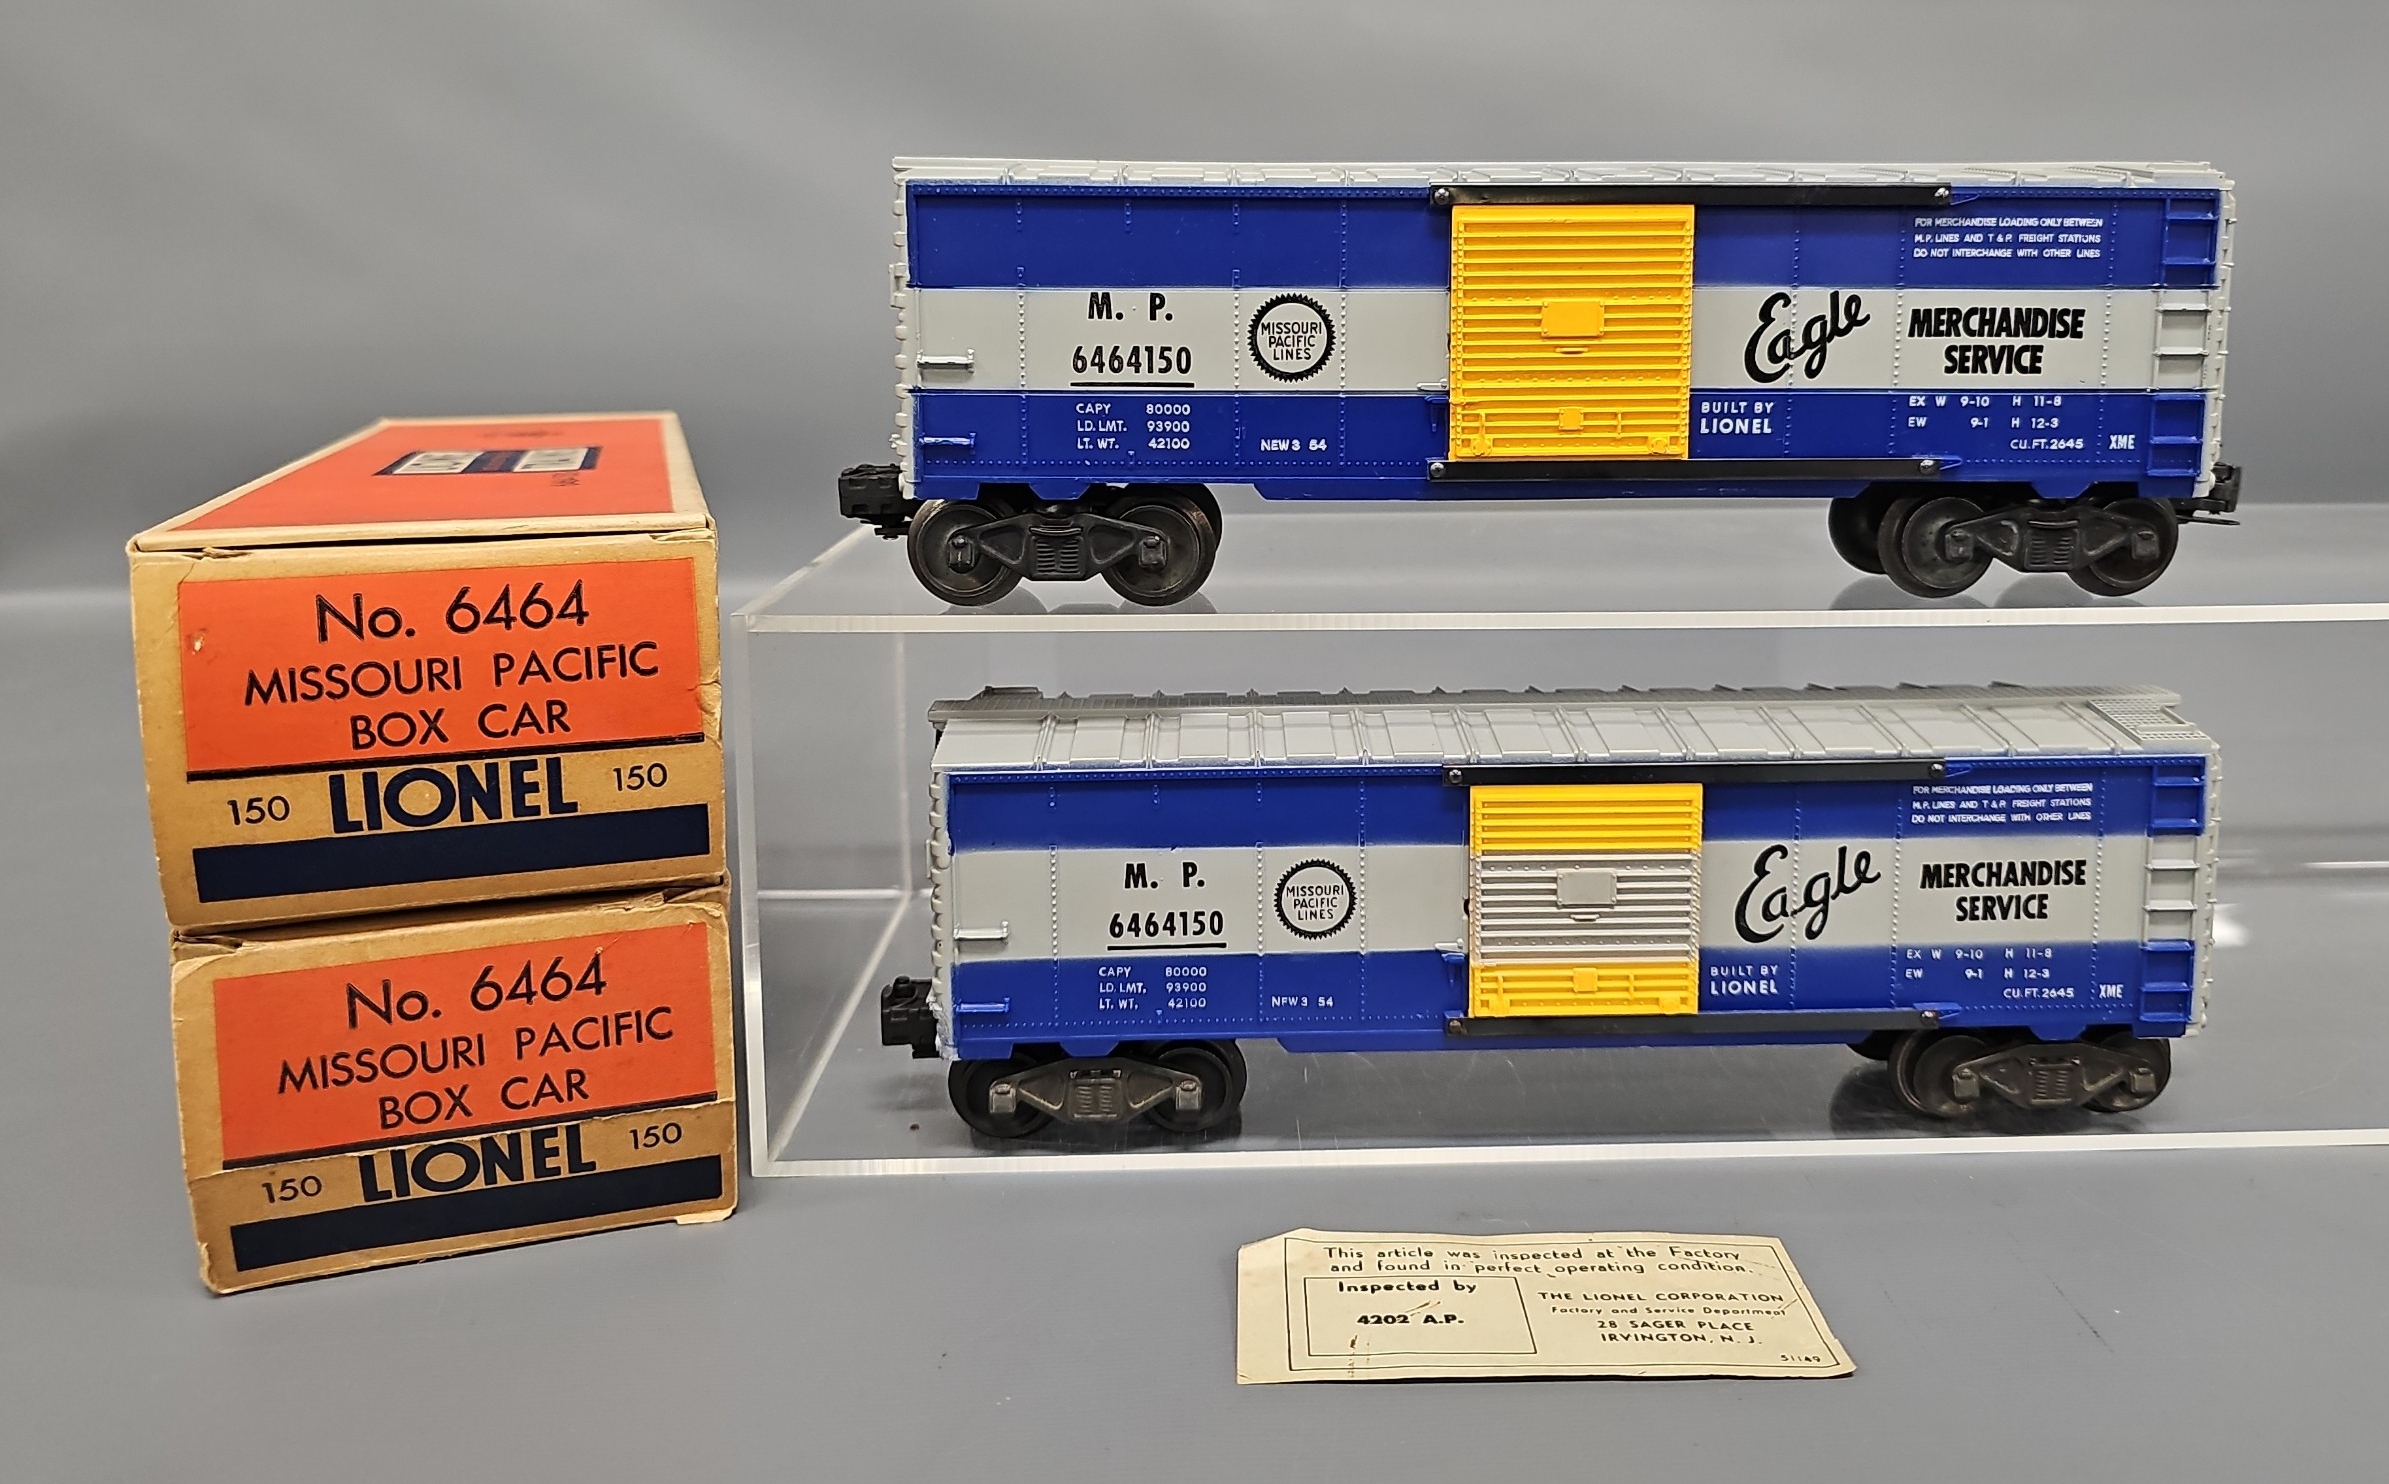 No. 6464
MISSOURI PACIFIC
BOX CAR
150 LIONEL 150
No. 6464
MISSOURI PACIFIC
BOX CAR
150 LIONEL 150
M. P.
6464150
MISSOURI
PACIFIC
LINES
CAPY 80000
LD. LMT. 93900
LT. WT. 42100
NEW 3 54
Eagle
MERCHANDISE
SERVICE
FOR MERCHANDISE LOADING ONLY BETWEEN
M.P. LINES AND T & P. FREIGHT STATIONS
DO NOT INTERCHANGE WITH OTHER LINES
BUILT BY
LIONEL
EX W 9-10 H 11-8
EW 9-1 H 12-3
CU. FT. 2645 XME
M. P.
6464150
MISSOURI
PACIFIC
LINES
CAPY 80000
LD. LMT. 93900
LT. WT. 42100
NEW 3 54
Eagle
MERCHANDISE
SERVICE
FOR MERCHANDISE LOADING ONLY BETWEEN
M.P. LINES AND T & P. FREIGHT STATIONS
DO NOT INTERCHANGE WITH OTHER LINES
BUILT BY
LIONEL
EX W 9-10 H 11-8
EW 9-1 H 12-3
CU. FT. 2645 XME
This article was inspected at the Factory
and found in perfect operating condition.
Inspected by
4202 A.P.
THE LIONEL CORPORATION
Factory and Service Department
28 SAGER PLACE
IRVINGTON, N. J.
51149